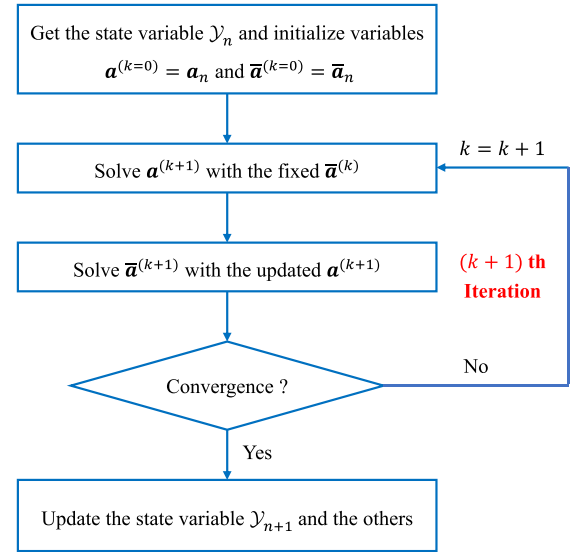 Get the state variable 𝒴ₙ and initialize variables
𝒂⁽ᵏ⁼⁰⁾ = 𝒂ₙ and 𝒂̅⁽ᵏ⁼⁰⁾ = 𝒂̅ₙ
k = k + 1
Solve 𝒂⁽ᵏ⁺¹⁾ with the fixed 𝒂̅⁽ᵏ⁾
Solve 𝒂̅⁽ᵏ⁺¹⁾ with the updated 𝒂⁽ᵏ⁺¹⁾
(k + 1) th
Iteration
Convergence ?
No
Yes
Update the state variable 𝒴ₙ₊₁ and the others